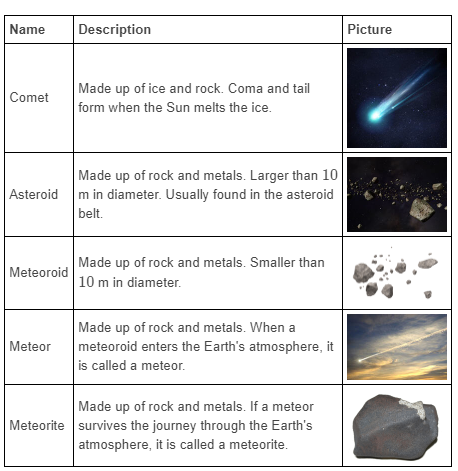 Name Description Picture
Comet
Made up of ice and rock. Coma and tail
form when the Sun melts the ice.
Asteroid
Made up of rock and metals. Larger than 10
m in diameter. Usually found in the asteroid
belt.
Meteoroid
Made up of rock and metals. Smaller than
10 m in diameter.
Meteor
Made up of rock and metals. When a
meteoroid enters the Earth's atmosphere, it
is called a meteor.
Meteorite
Made up of rock and metals. If a meteor
survives the journey through the Earth's
atmosphere, it is called a meteorite.